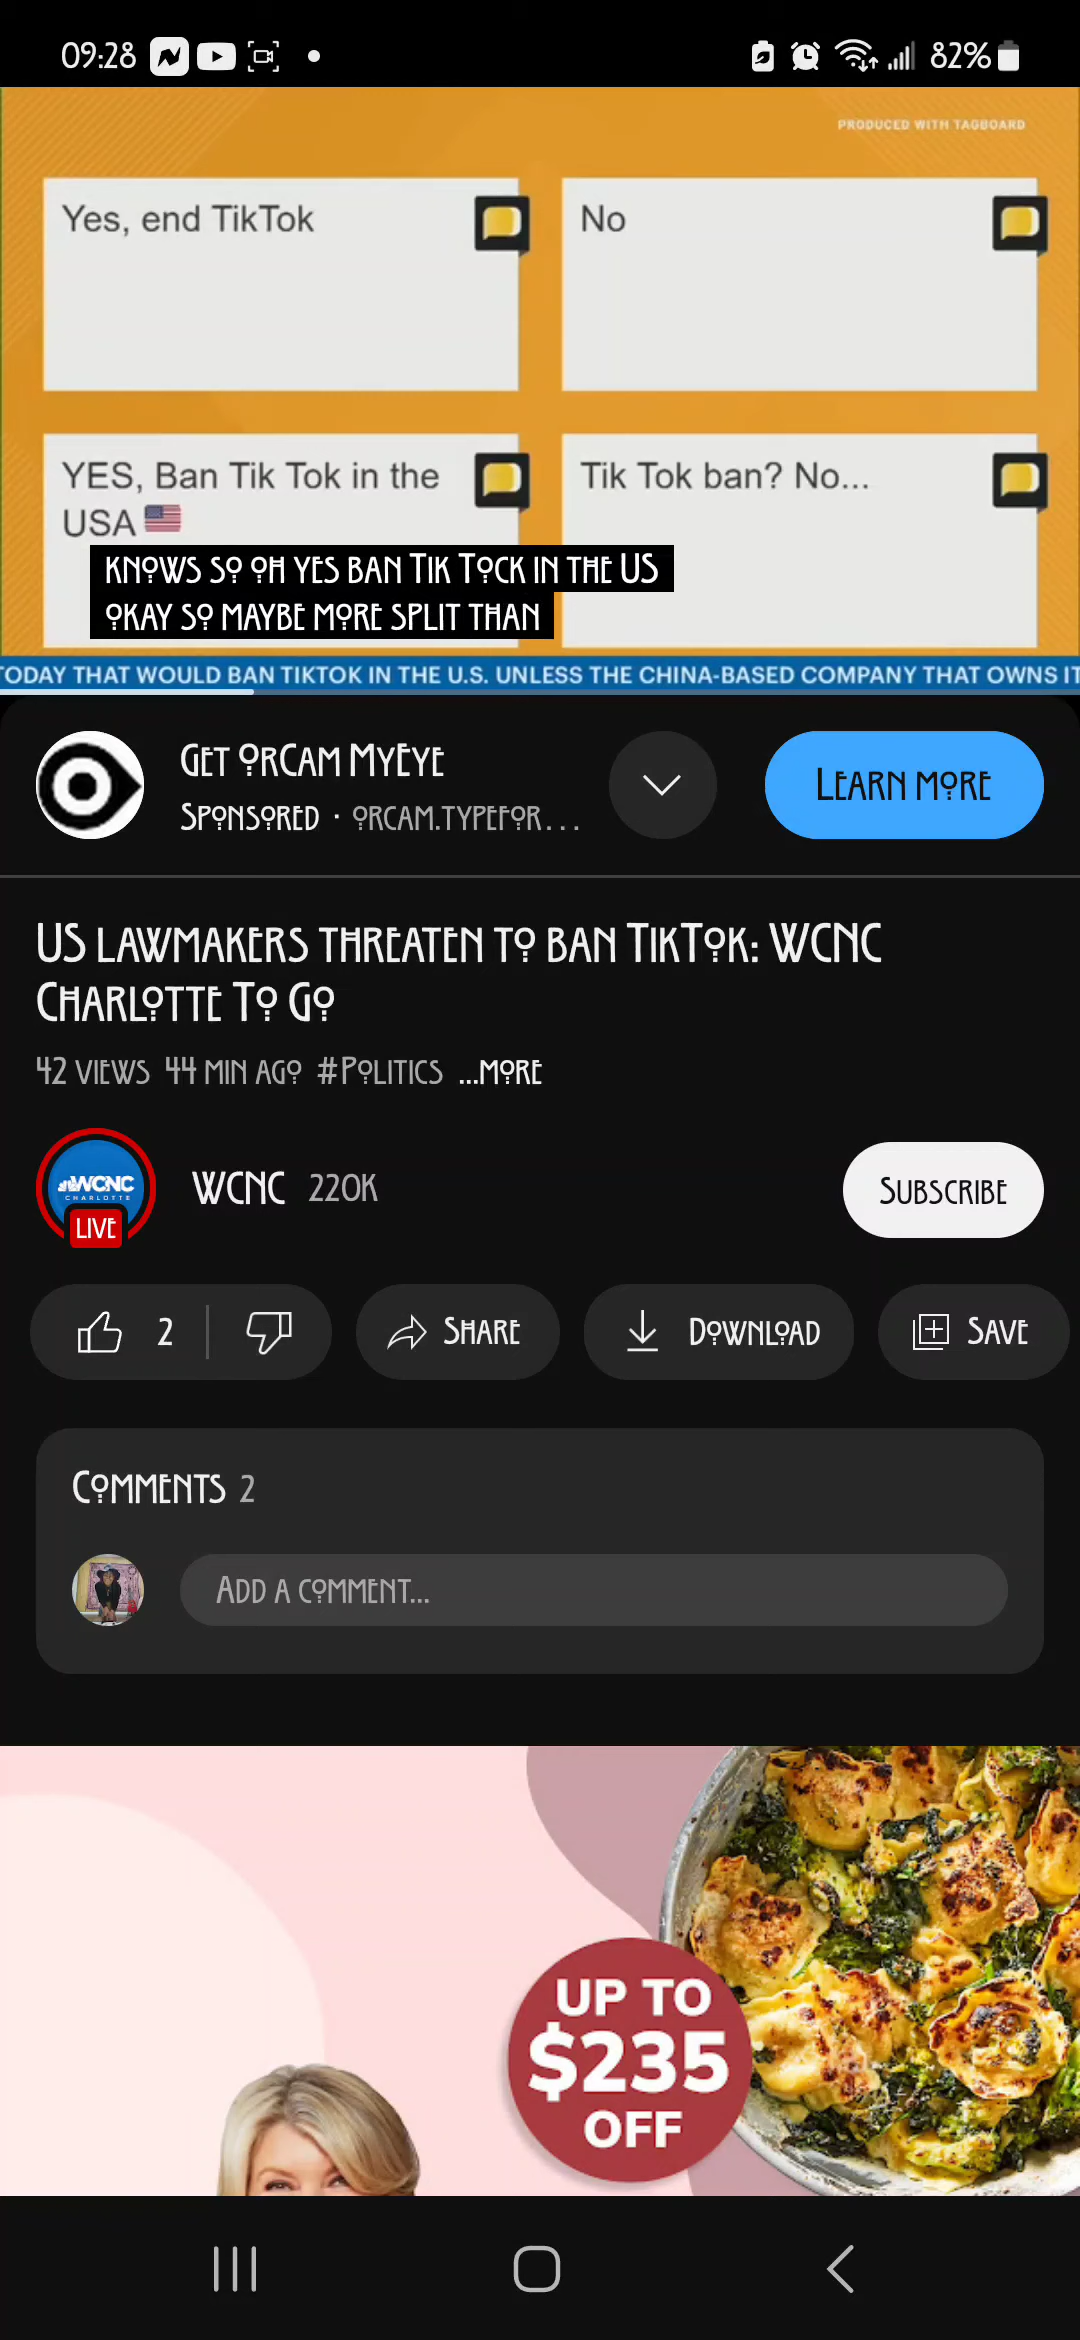 09:28
82%
PRODUCED WITH TAGBOARD
Yes, end TikTok
No
YES, Ban Tik Tok in the
USA🇺🇸
Tik Tok ban? No...
KNOWS SO OH YES BAN TIK TOCK IN THE US
OKAY SO MAYBE MORE SPLIT THAN
TODAY THAT WOULD BAN TIKTOK IN THE U.S. UNLESS THE CHINA-BASED COMPANY THAT OWNS IT
GET ORCAM MYEYE
SPONSORED · ORCAM.TYPEFOR...
LEARN MORE
US LAWMAKERS THREATEN TO BAN TIKTOK: WCNC
CHARLOTTE TO GO
42 VIEWS 44 MIN AGO #POLITICS ...MORE
WCNC
CHARLOTTE
LIVE
WCNC 220K
SUBSCRIBE
2
SHARE
DOWNLOAD
SAVE
COMMENTS 2
ADD A COMMENT...
UP TO
$235
OFF